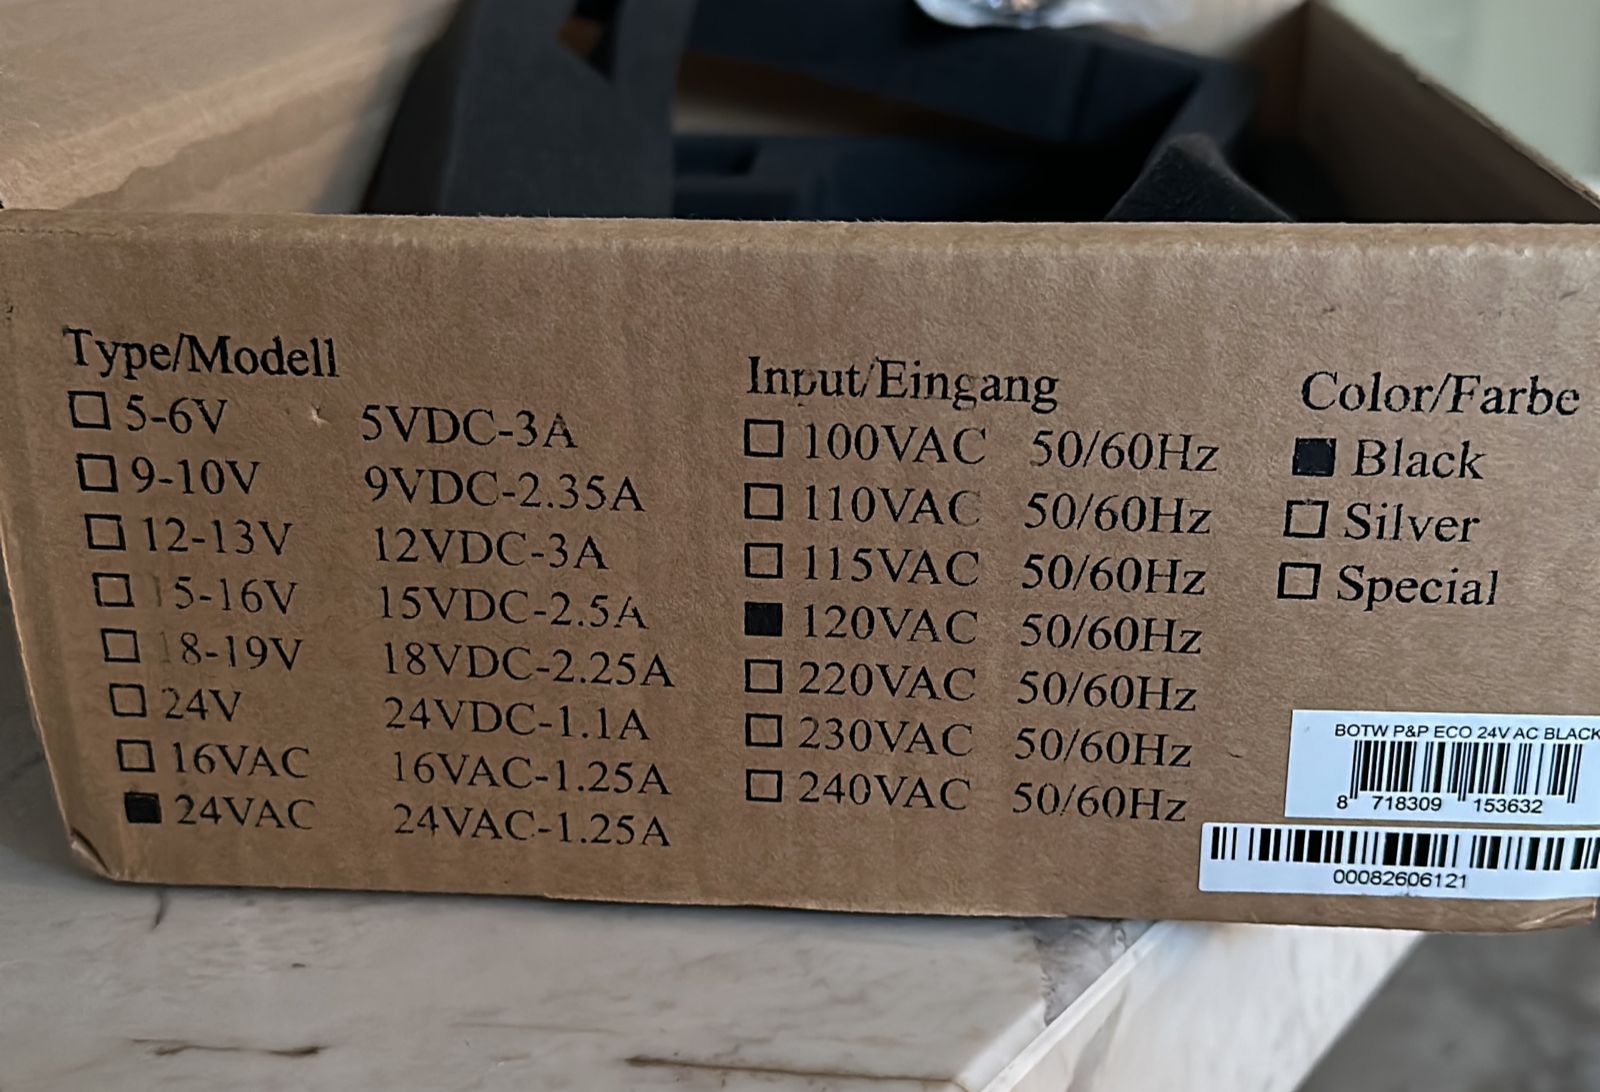 Type/Modell
☐ 5-6V 5VDC-3A
☐ 9-10V 9VDC-2.35A
☐ 12-13V 12VDC-3A
☐ 15-16V 15VDC-2.5A
☐ 18-19V 18VDC-2.25A
☐ 24V 24VDC-1.1A
☐ 16VAC 16VAC-1.25A
■ 24VAC 24VAC-1.25A
Input/Eingang
☐ 100VAC 50/60Hz
☐ 110VAC 50/60Hz
☐ 115VAC 50/60Hz
■ 120VAC 50/60Hz
☐ 220VAC 50/60Hz
☐ 230VAC 50/60Hz
☐ 240VAC 50/60Hz
Color/Farbe
■ Black
☐ Silver
☐ Special
BOTW P&P ECO 24V AC BLACK
8 718309 153632
00082606121